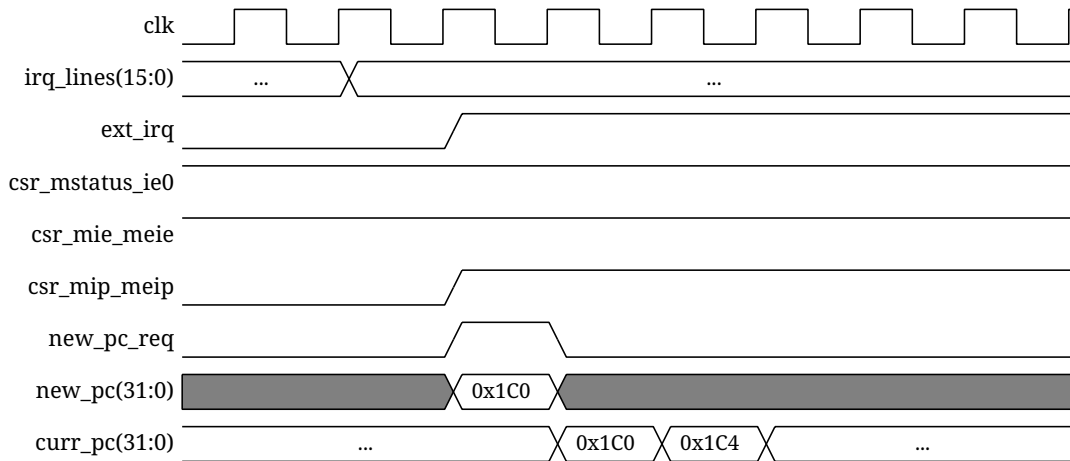 clk
irq_lines(15:0) ... ...
ext_irq
csr_mstatus_ie0
csr_mie_meie
csr_mip_meip
new_pc_req
new_pc(31:0) 0x1C0
curr_pc(31:0) ... 0x1C0 0x1C4 ...